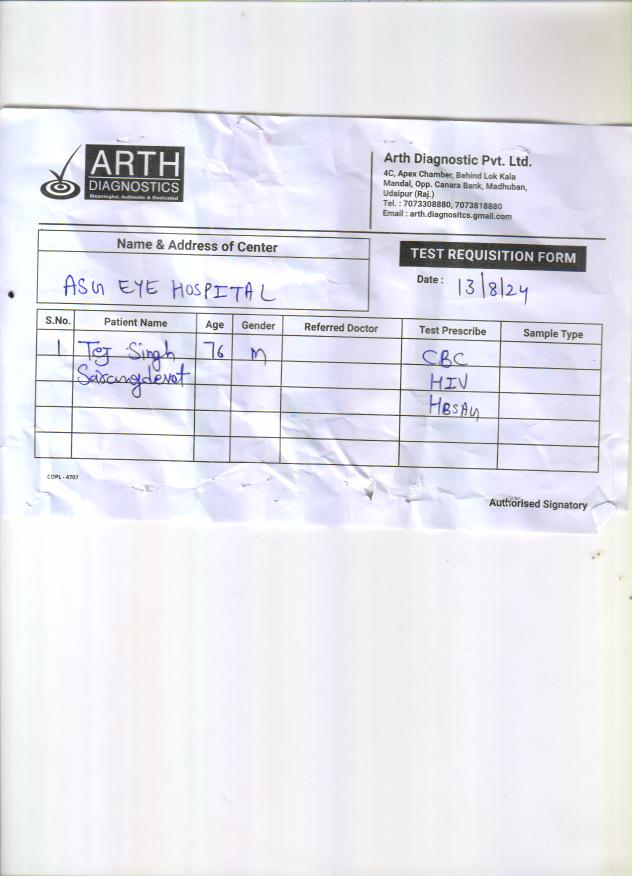 ARTH
DIAGNOSTICS
Meaningful, Authentic & Dedicated
Arth Diagnostic Pvt. Ltd.
4C, Apex Chamber, Behind Lok Kala
Mandal, Opp. Canara Bank, Madhuban,
Udaipur (Raj.)
Tel. : 7073308880, 7073818880
Email : arth.diagnositcs.gmail.com
Name & Address of Center
ASG EYE HOSPITAL
TEST REQUISITION FORM
Date : 13/8/24
S.No. Patient Name Age Gender Referred Doctor Test Prescribe Sample Type
1 Tej Singh 76 M CBC
Sarangdevot HIV
HBSAG
COPL - 4707
Authorised Signatory